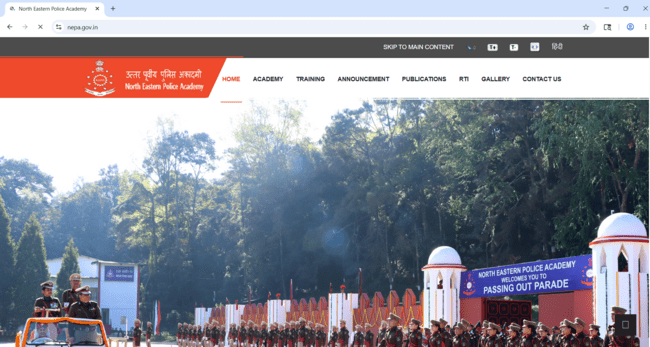 North Eastern Police Academy
nepa.gov.in
SKIP TO MAIN CONTENT
T+
T-
हिंदी
उत्तर पूर्वीय पुलिस अकादमी
North Eastern Police Academy
HOME
ACADEMY
TRAINING
ANNOUNCEMENT
PUBLICATIONS
RTI
GALLERY
CONTACT US
NORTH EASTERN POLICE ACADEMY
WELCOMES YOU TO
PASSING OUT PARADE